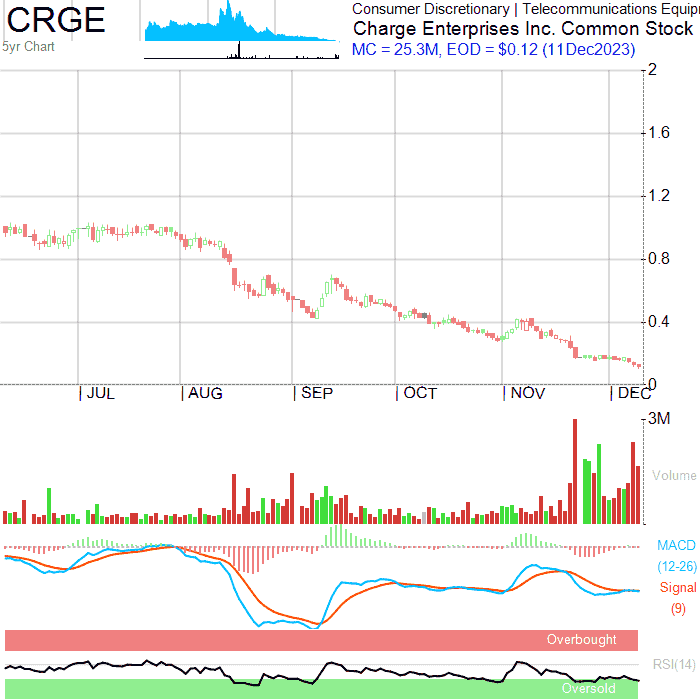 CRGE
5yr Chart
Consumer Discretionary | Telecommunications Equip
Charge Enterprises Inc. Common Stock
MC = 25.3M, EOD = $0.12 (11Dec2023)
2
1.6
1.2
0.8
0.4
0
JUL AUG SEP OCT NOV DEC
3M
Volume
MACD
(12-26)
Signal
(9)
Overbought
RSI(14)
Oversold